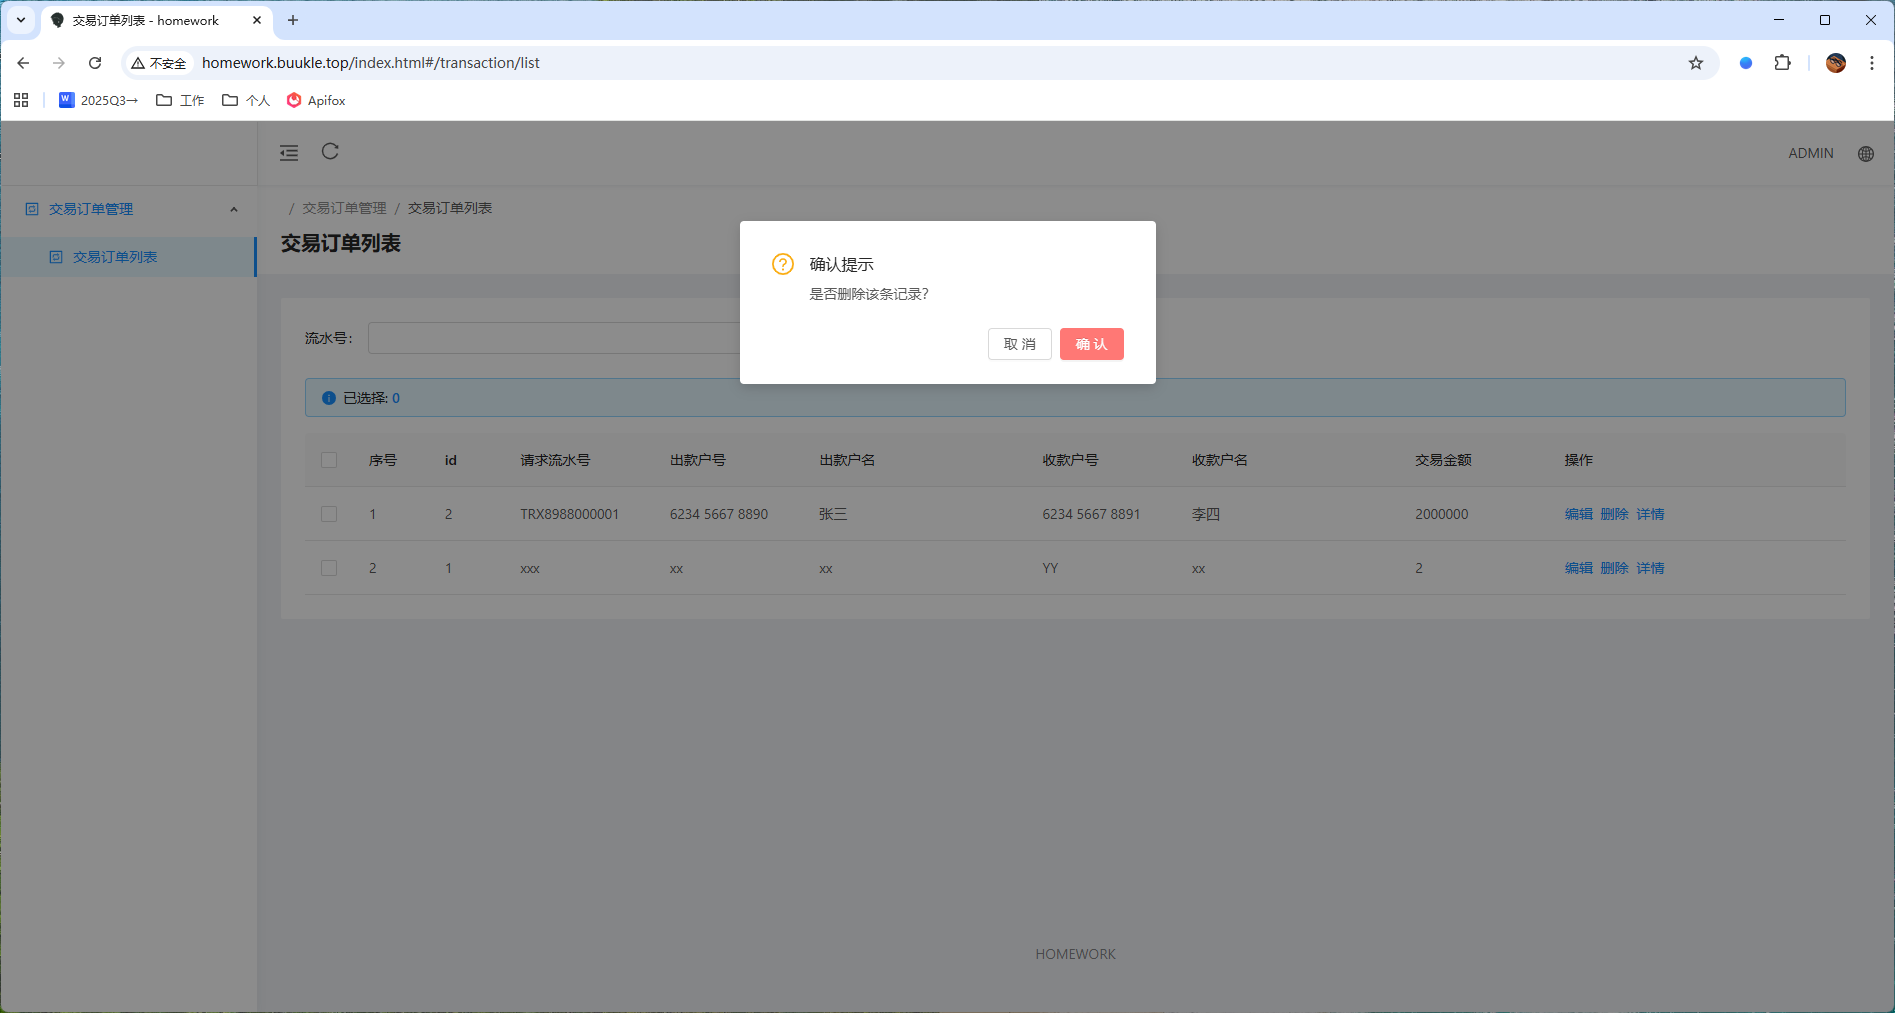 交易订单列表 - homework
不安全 homework.buukle.top/index.html#/transaction/list
2025Q3→ 工作 个人 Apifox
ADMIN
交易订单管理
交易订单列表
/ 交易订单管理 / 交易订单列表
交易订单列表
确认提示
是否删除该条记录?
取 消 确 认
流水号:
已选择: 0
序号 id 请求流水号 出款户号 出款户名 收款户号 收款户名 交易金额 操作
1 2 TRX8988000001 6234 5667 8890 张三 6234 5667 8891 李四 2000000 编辑 删除 详情
2 1 xxx xx xx YY xx 2 编辑 删除 详情
HOMEWORK